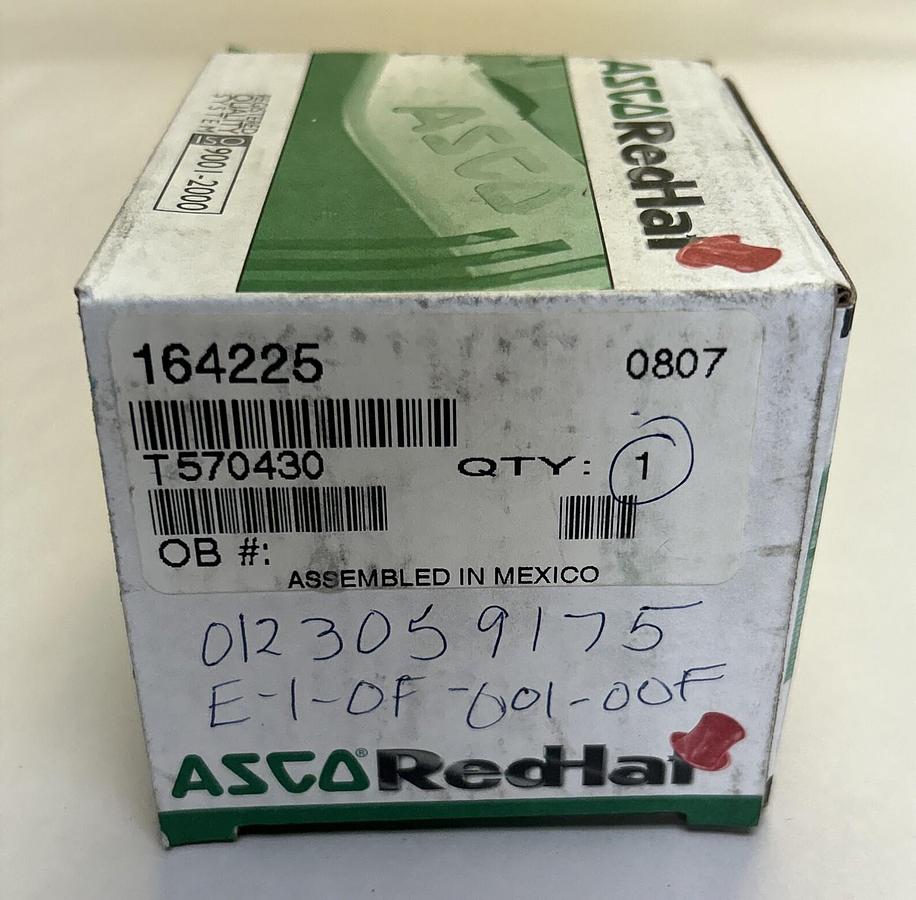 REGISTERED
QUALITY
SYSTEM
9001-2000
ASCO
ASCO RedHat
164225
0807
T570430
QTY: 1
OB #:
ASSEMBLED IN MEXICO
0123059175
E-1-0F-001-00F
ASCO® RedHat